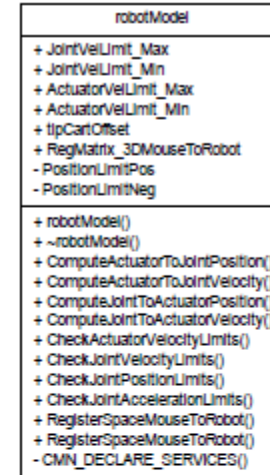 robotModel
+ JointVelLimit_Max
+ JointVelLimit_Min
+ ActuatorVelLimit_Max
+ ActuatorVelLimit_Min
+ tipCartOffset
+ RegMatrix_3DMouseToRobot
- PositionLimitPos
- PositionLimitNeg
+ robotModel()
+ ~robotModel()
+ ComputeActuatorToJointPosition()
+ ComputeActuatorToJointVelocity()
+ ComputeJointToActuatorPosition()
+ ComputeJointToActuatorVelocity()
+ CheckActuatorVelocityLimits()
+ CheckJointVelocityLimits()
+ CheckJointPositionLimits()
+ CheckJointAccelerationLimits()
+ RegisterSpaceMouseToRobot()
+ RegisterSpaceMouseToRobot()
- CMN_DECLARE_SERVICES()